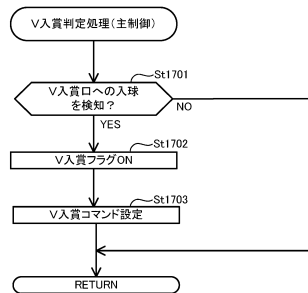 V入賞判定処理(主制御)
St1701
V入賞口への入球
を検知?
NO
YES
St1702
V入賞フラグON
St1703
V入賞コマンド設定
RETURN